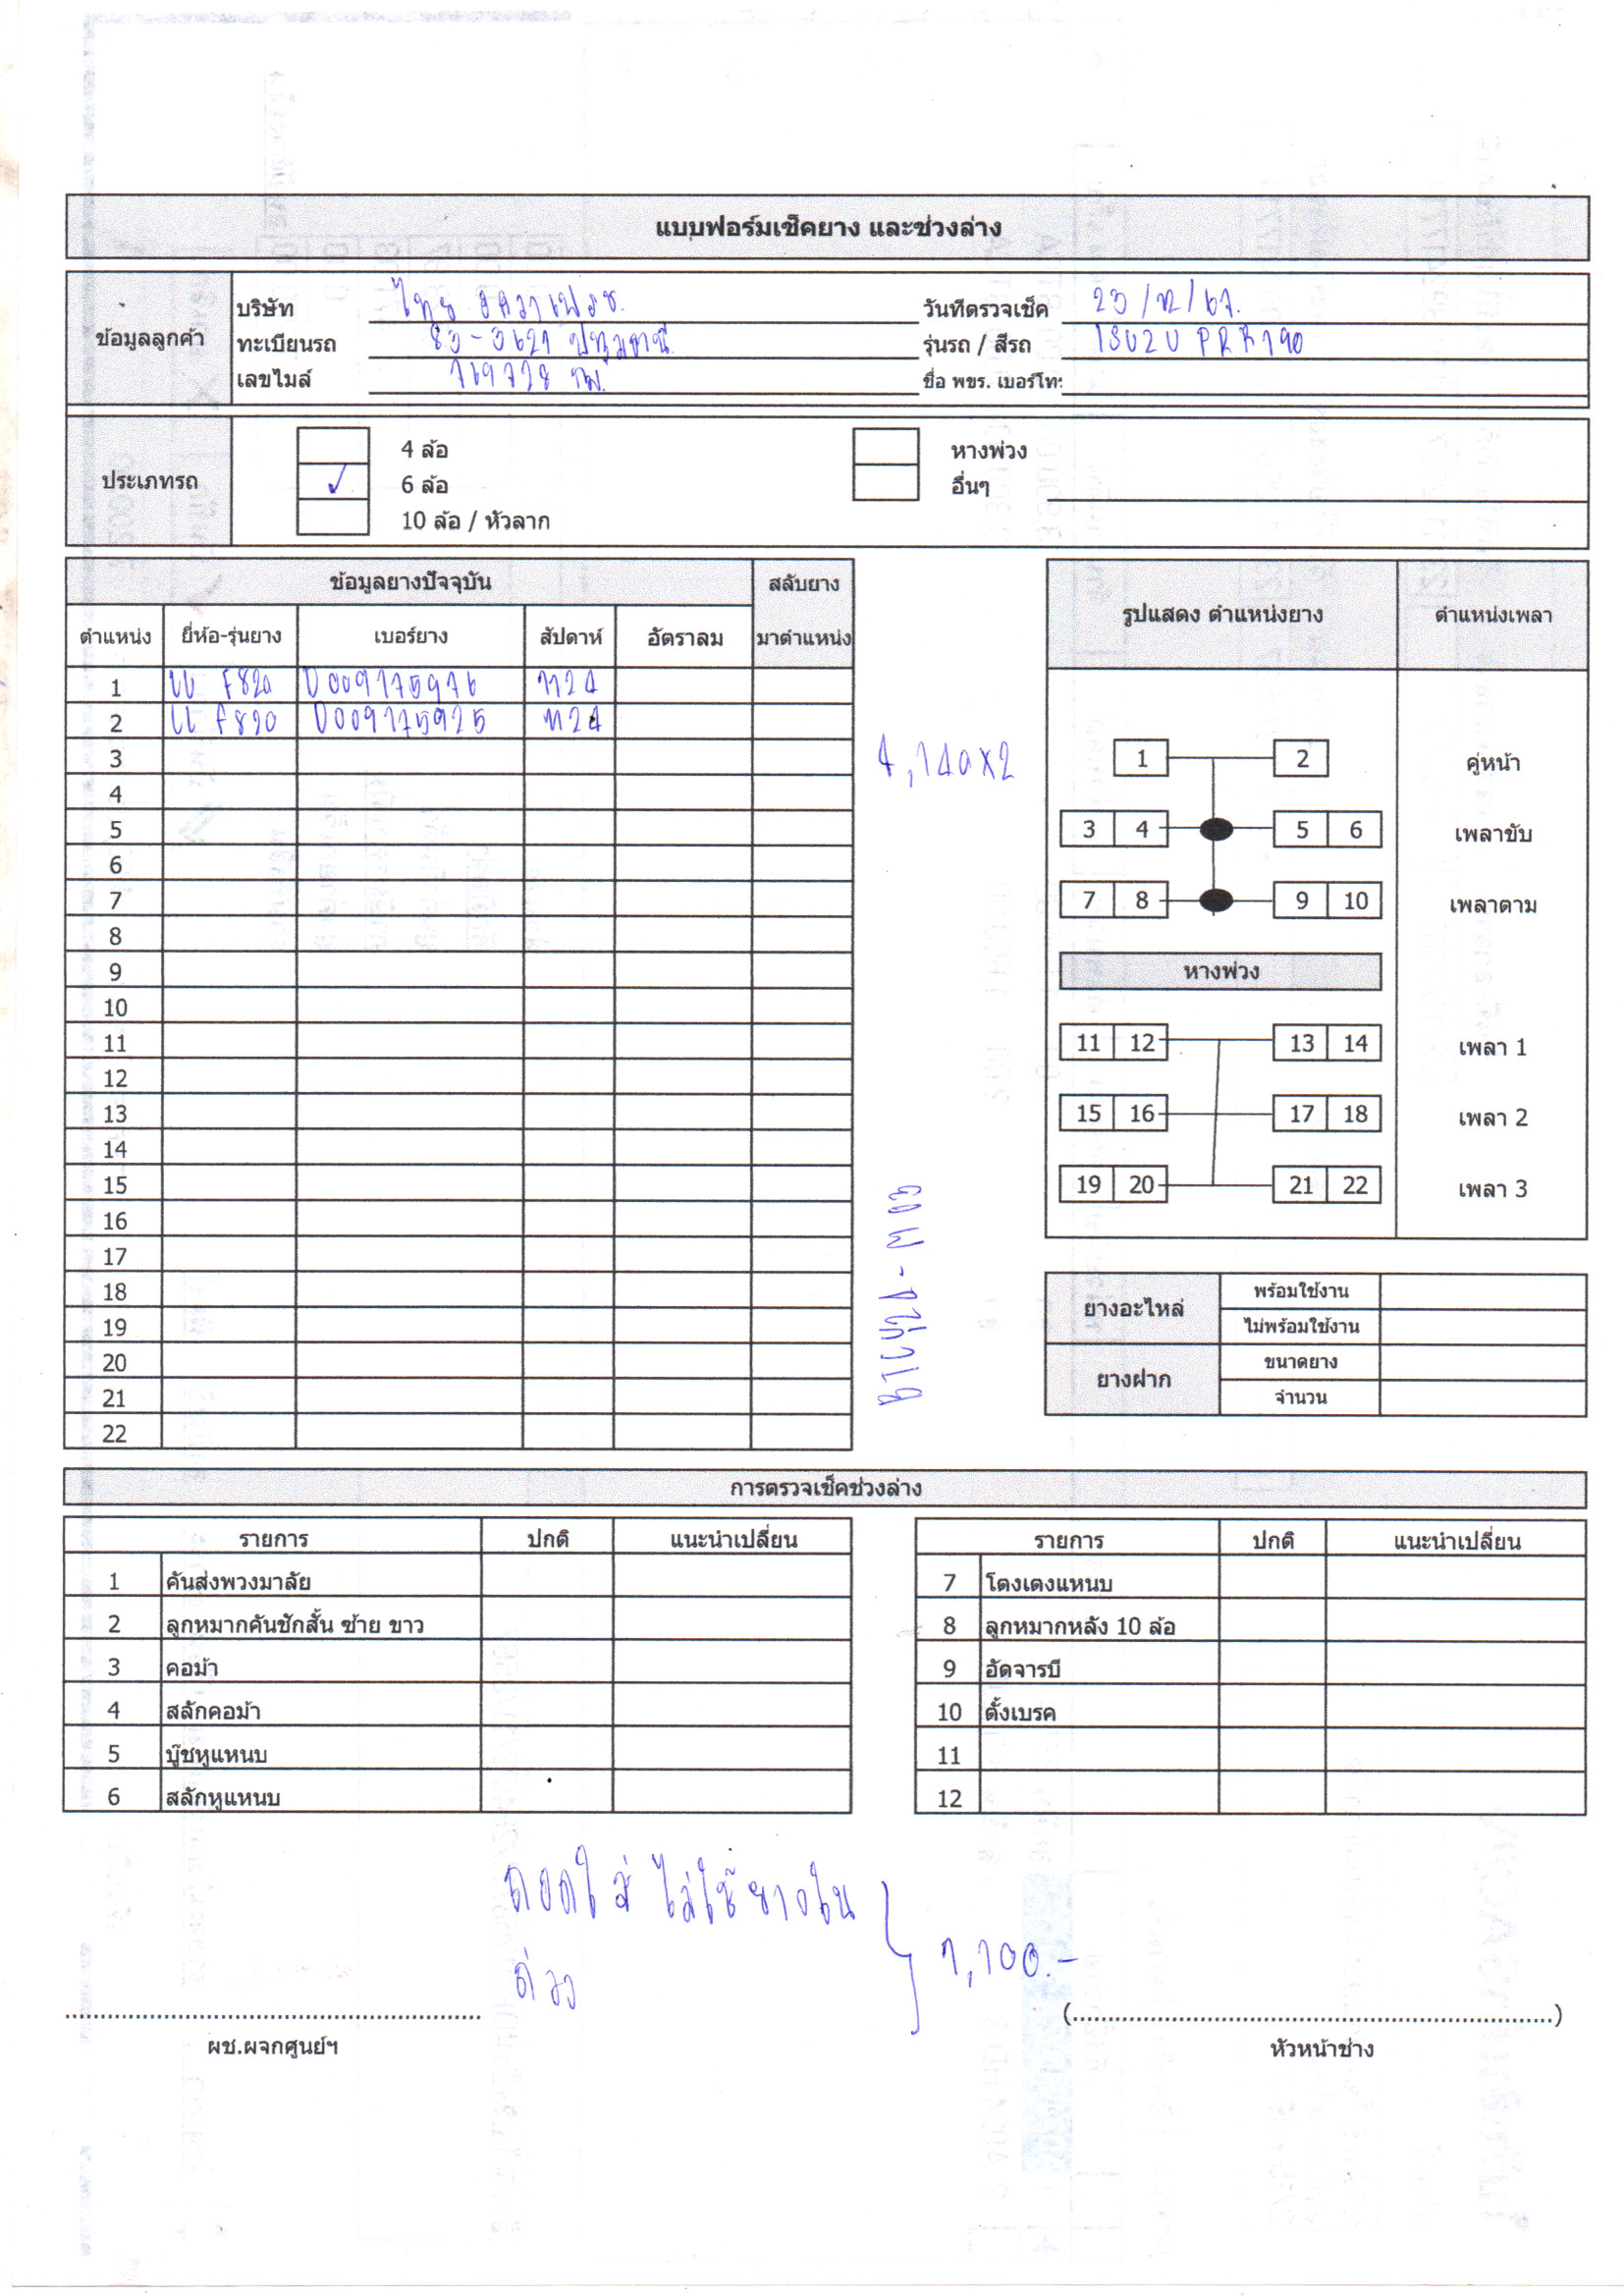 แบบฟอร์มเช็คยาง และช่วงล่าง
ข้อมูลลูกค้า
บริษัท ไทย
วันที่ตรวจเช็ค 23/12/67.
ทะเบียนรถ 83-3621 ปทุมธานี
รุ่นรถ / สีรถ ISUZU
เลขไมล์ 769778 กม.
ชื่อ พขร. เบอร์โทร
ประเภทรถ
4 ล้อ หางพ่วง
✓ 6 ล้อ อื่นๆ
10 ล้อ / หัวลาก
ข้อมูลยางปัจจุบัน สลับยาง
ตำแหน่ง ยี่ห้อ-รุ่นยาง เบอร์ยาง สัปดาห์ อัตราลม มาตำแหน่ง
1 F820 D009775976 1124
2 F820 D009775925 1124
3
4
5
6
7
8
9
10
11
12
13
14
15
16
17
18
19
20
21
22
4,140x2
รูปแสดง ตำแหน่งยาง ตำแหน่งเพลา
1 2 คู่หน้า
3 4 5 6 เพลาขับ
7 8 9 10 เพลาตาม
หางพ่วง
11 12 13 14 เพลา 1
15 16 17 18 เพลา 2
19 20 21 22 เพลา 3
ยางอะไหล่ พร้อมใช้งาน
ไม่พร้อมใช้งาน
ยางฝาก ขนาดยาง
จำนวน
การตรวจเช็คช่วงล่าง
รายการ ปกติ แนะนำเปลี่ยน
1 คันส่งพวงมาลัย
2 ลูกหมากคันชักสั้น ซ้าย ขาว
3 คอม้า
4 สลักคอม้า
5 บู๊ชหูแหนบ
6 สลักหูแหนบ
รายการ ปกติ แนะนำเปลี่ยน
7 โตงเตงแหนบ
8 ลูกหมากหลัง 10 ล้อ
9 อัดจารบี
10 ตั้งเบรค
11
12
ถอดใส่ ไม่ใช้ยางใน
ถ่วง
1,100.-
ผช.ผจกศูนย์ฯ
(....................)
หัวหน้าช่าง